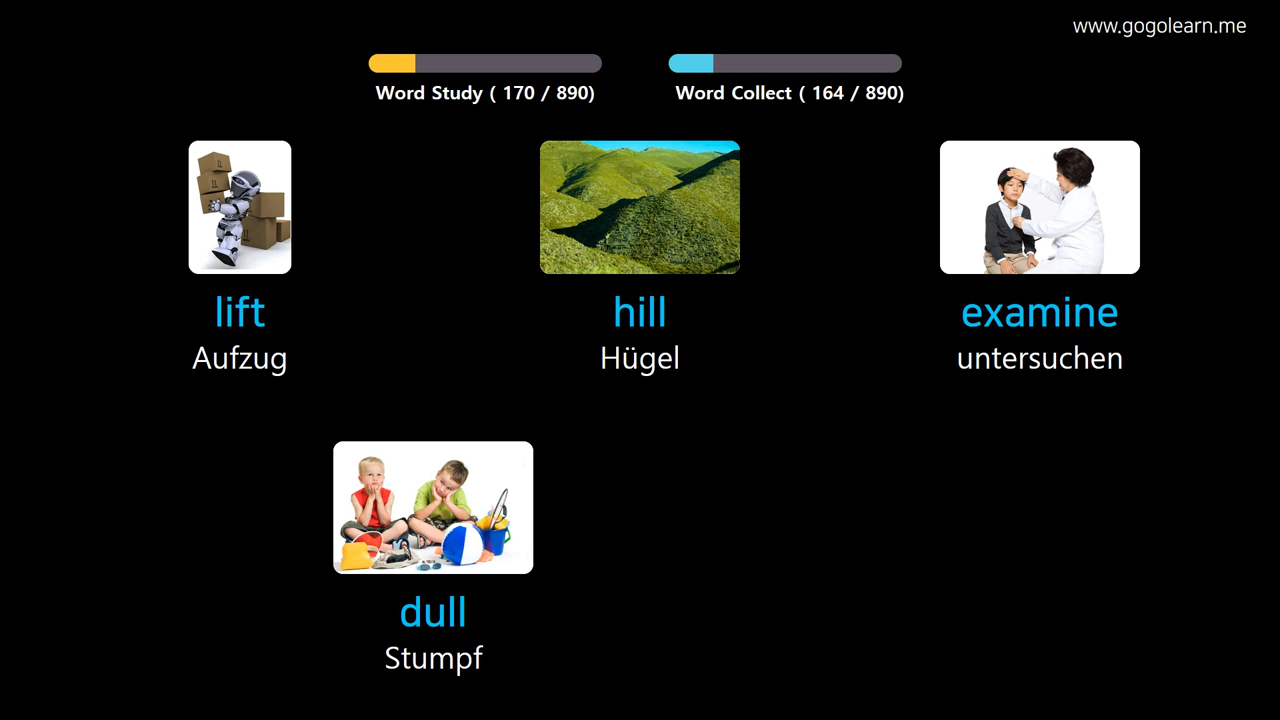 www.gogolearn.me
Word Study ( 170 / 890)
Word Collect ( 164 / 890)
lift
Aufzug
hill
Hügel
examine
untersuchen
dull
Stumpf